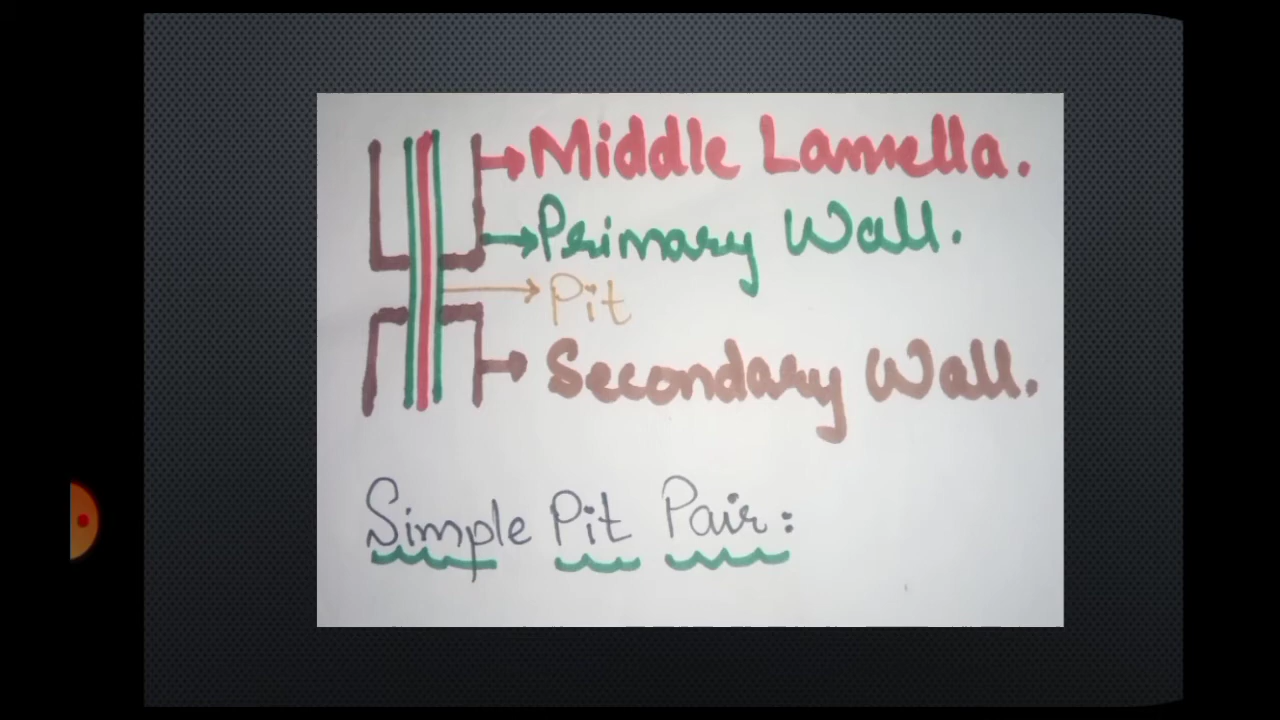 Middle Lamella.
Primary Wall.
Pit
Secondary Wall.
Simple Pit Pair: